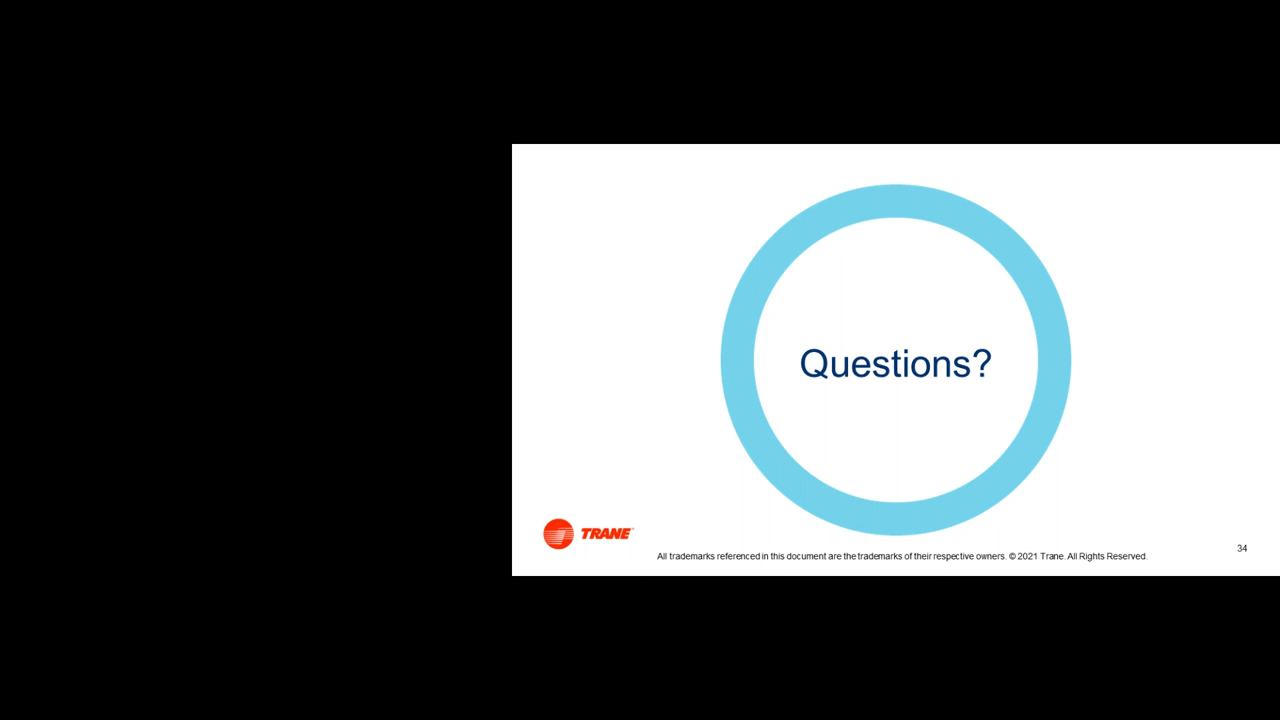 Questions?
TRANE
All trademarks referenced in this document are the trademarks of their respective owners. © 2021 Trane. All Rights Reserved.
34